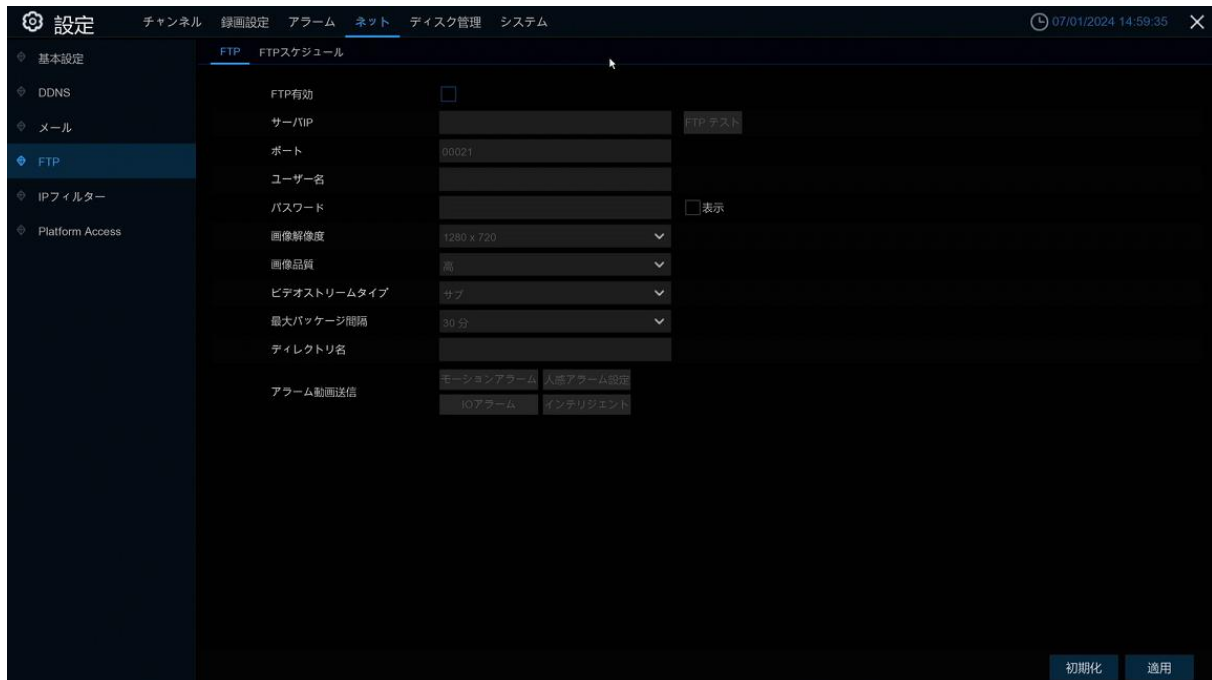 設定 チャンネル 録画設定 アラーム ネット ディスク管理 システム 07/01/2024 14:59:35
基本設定
DDNS
メール
FTP
IPフィルター
Platform Access
FTP FTPスケジュール
FTP有効
サーバIP FTP テスト
ポート 00021
ユーザー名
パスワード 表示
画像解像度 1280 x 720
画像品質 高
ビデオストリームタイプ サブ
最大パッケージ間隔 30 分
ディレクトリ名
アラーム動画送信 モーションアラーム 人感アラーム設定
IOアラーム インテリジェント
初期化 適用